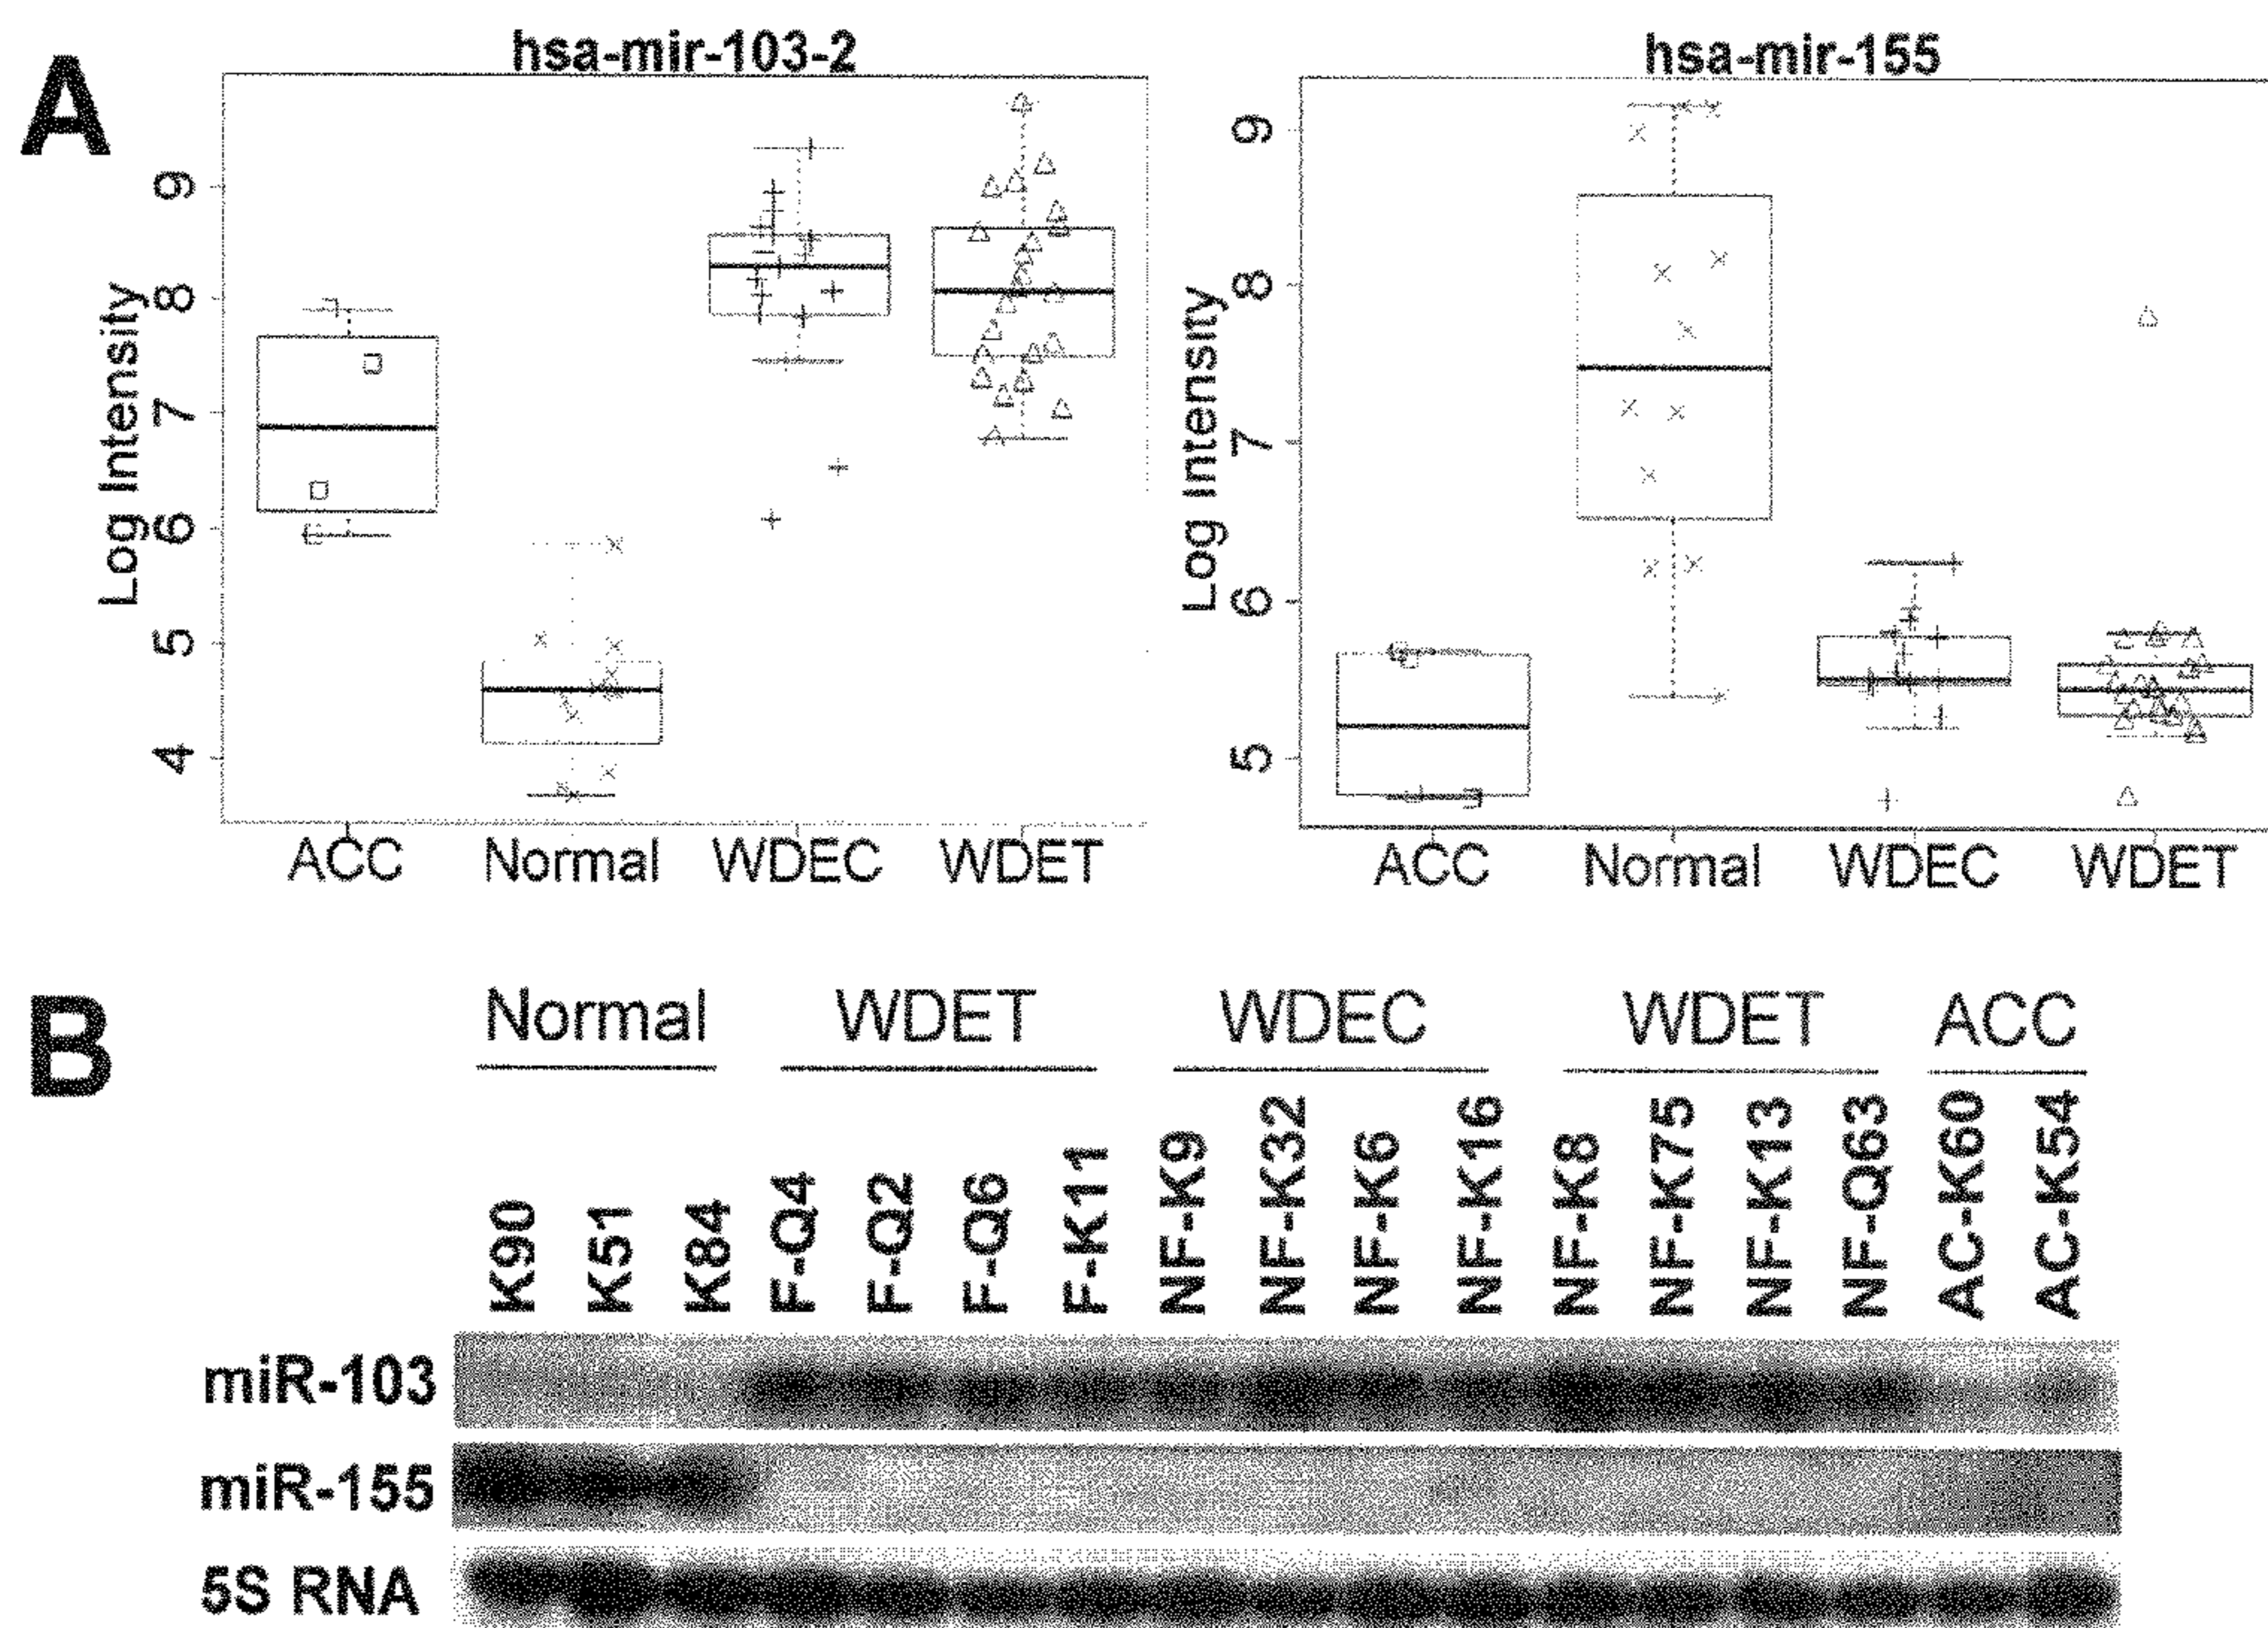 A
hsa-mir-103-2
hsa-mir-155
Log Intensity
9
8
7
6
5
4
ACC Normal WDEC WDET
Log Intensity
9
8
7
6
5
ACC Normal WDEC WDET
B
Normal WDET WDEC WDET ACC
K90 K51 K84 F-Q4 F-Q2 F-Q6 F-K11 NF-K9 NF-K32 NF-K6 NF-K16 NF-K8 NF-K75 NF-K13 NF-Q63 AC-K60 AC-K54
miR-103
miR-155
5S RNA